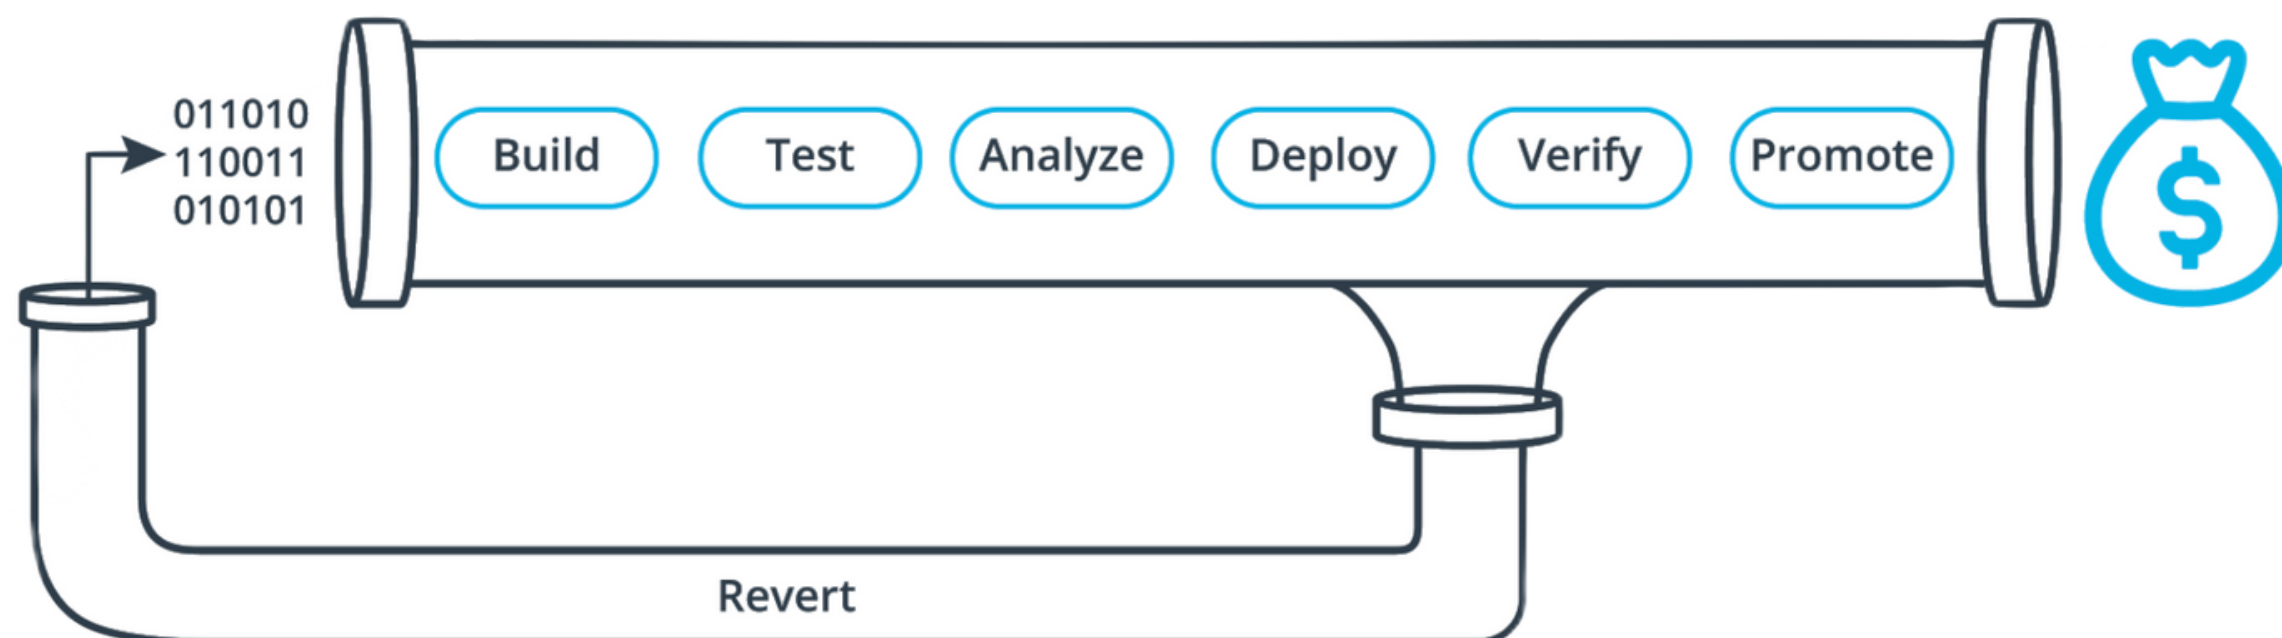 011010
110011
010101
Build
Test
Analyze
Deploy
Verify
Promote
$
Revert